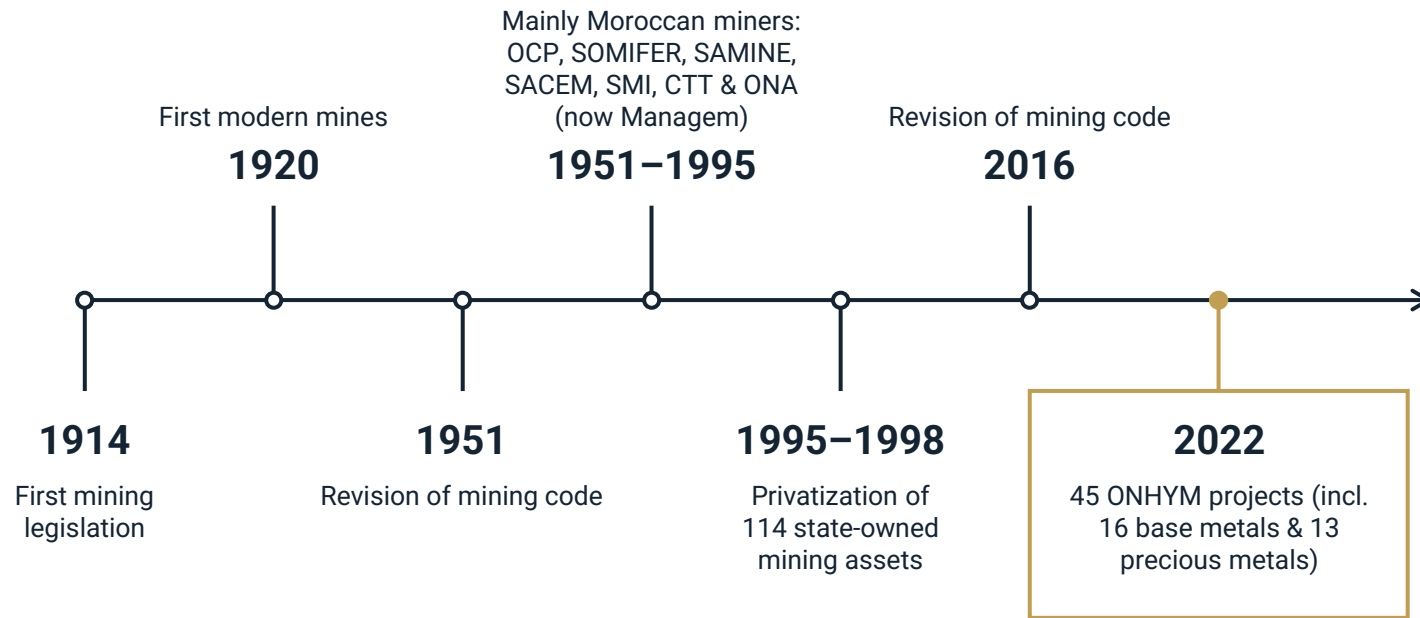 Mainly Moroccan miners:
OCP, SOMIFER, SAMINE,
SACEM, SMI, CTT & ONA
(now Managem)
First modern mines
Revision of mining code
1920
1951–1995
2016
1914
First mining
legislation
1951
Revision of mining code
1995–1998
Privatization of
114 state-owned
mining assets
2022
45 ONHYM projects (incl.
16 base metals & 13
precious metals)